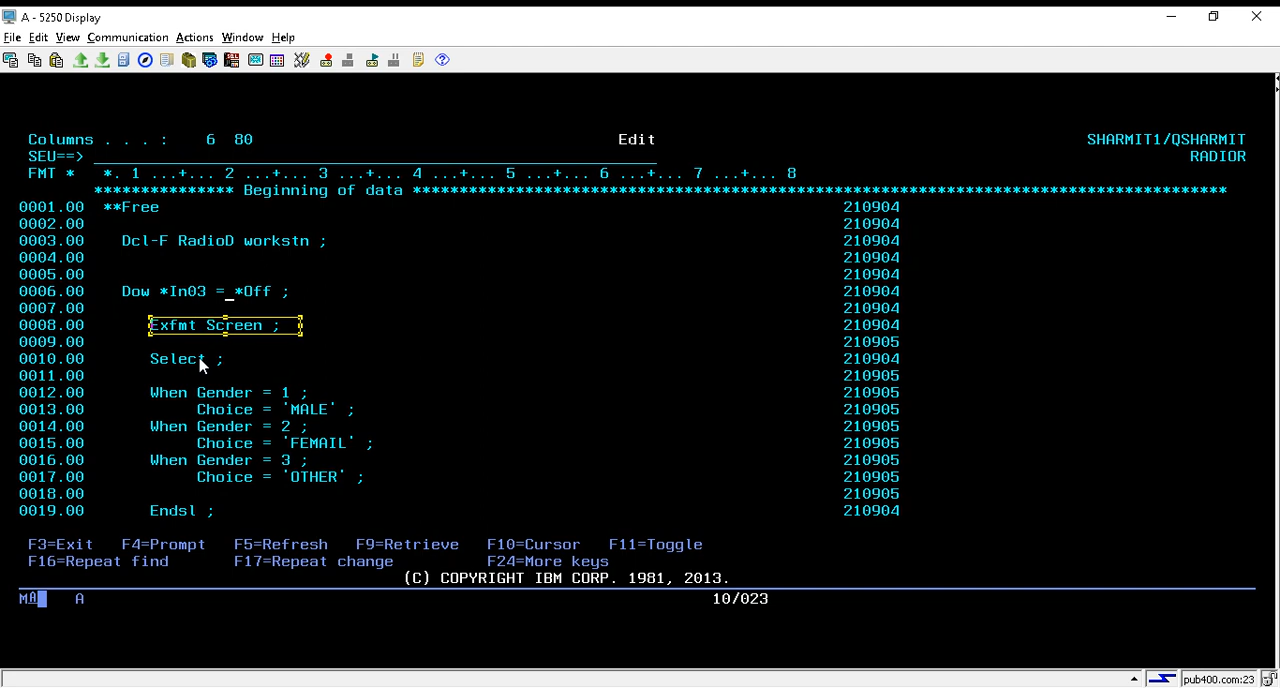 A - 5250 Display
File Edit View Communication Actions Window Help
Columns . . . :    6  80                                       Edit                                                SHARMIT1/QSHARMIT
SEU==>                                                                                                                       RADIOR
FMT *   *. 1 ...+... 2 ...+... 3 ...+... 4 ...+... 5 ...+... 6 ...+... 7 ...+... 8
*************** Beginning of data ***************************************************************************************
0001.00  **Free 210904
0002.00 210904
0003.00    Dcl-F RadioD workstn ; 210904
0004.00 210904
0005.00 210904
0006.00    Dow *In03 = *Off ; 210904
0007.00 210904
0008.00       Exfmt Screen ; 210904
0009.00 210905
0010.00       Select ; 210904
0011.00 210905
0012.00       When Gender = 1 ; 210905
0013.00            Choice = 'MALE' ; 210905
0014.00       When Gender = 2 ; 210905
0015.00            Choice = 'FEMAIL' ; 210905
0016.00       When Gender = 3 ; 210905
0017.00            Choice = 'OTHER' ; 210905
0018.00 210905
0019.00       Endsl ; 210904
F3=Exit   F4=Prompt   F5=Refresh   F9=Retrieve   F10=Cursor   F11=Toggle
F16=Repeat find       F17=Repeat change          F24=More keys
(C) COPYRIGHT IBM CORP. 1981, 2013.
MA    A    10/023
pub400.com:23